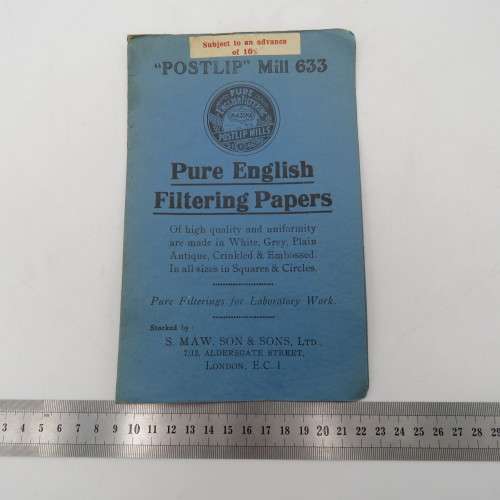 Subject to an advance
of 10%
"POSTLIP" Mill 633
PURE
POSTLIP MILLS
Pure English
Filtering Papers
Of high quality and uniformity
are made in White, Grey, Plain
Antique, Crinkled & Embossed.
In all sizes in Squares & Circles.
Pure Filterings for Laboratory Work.
Stocked by :
S. MAW, SON & SONS, LTD.,
7/12, ALDERSGATE STREET,
LONDON, E.C. 1.
3 4 5 6 7 8 9 10 11 12 13 14 15 16 17 18 19 20 21 22 23 24 25 26 27 28 29